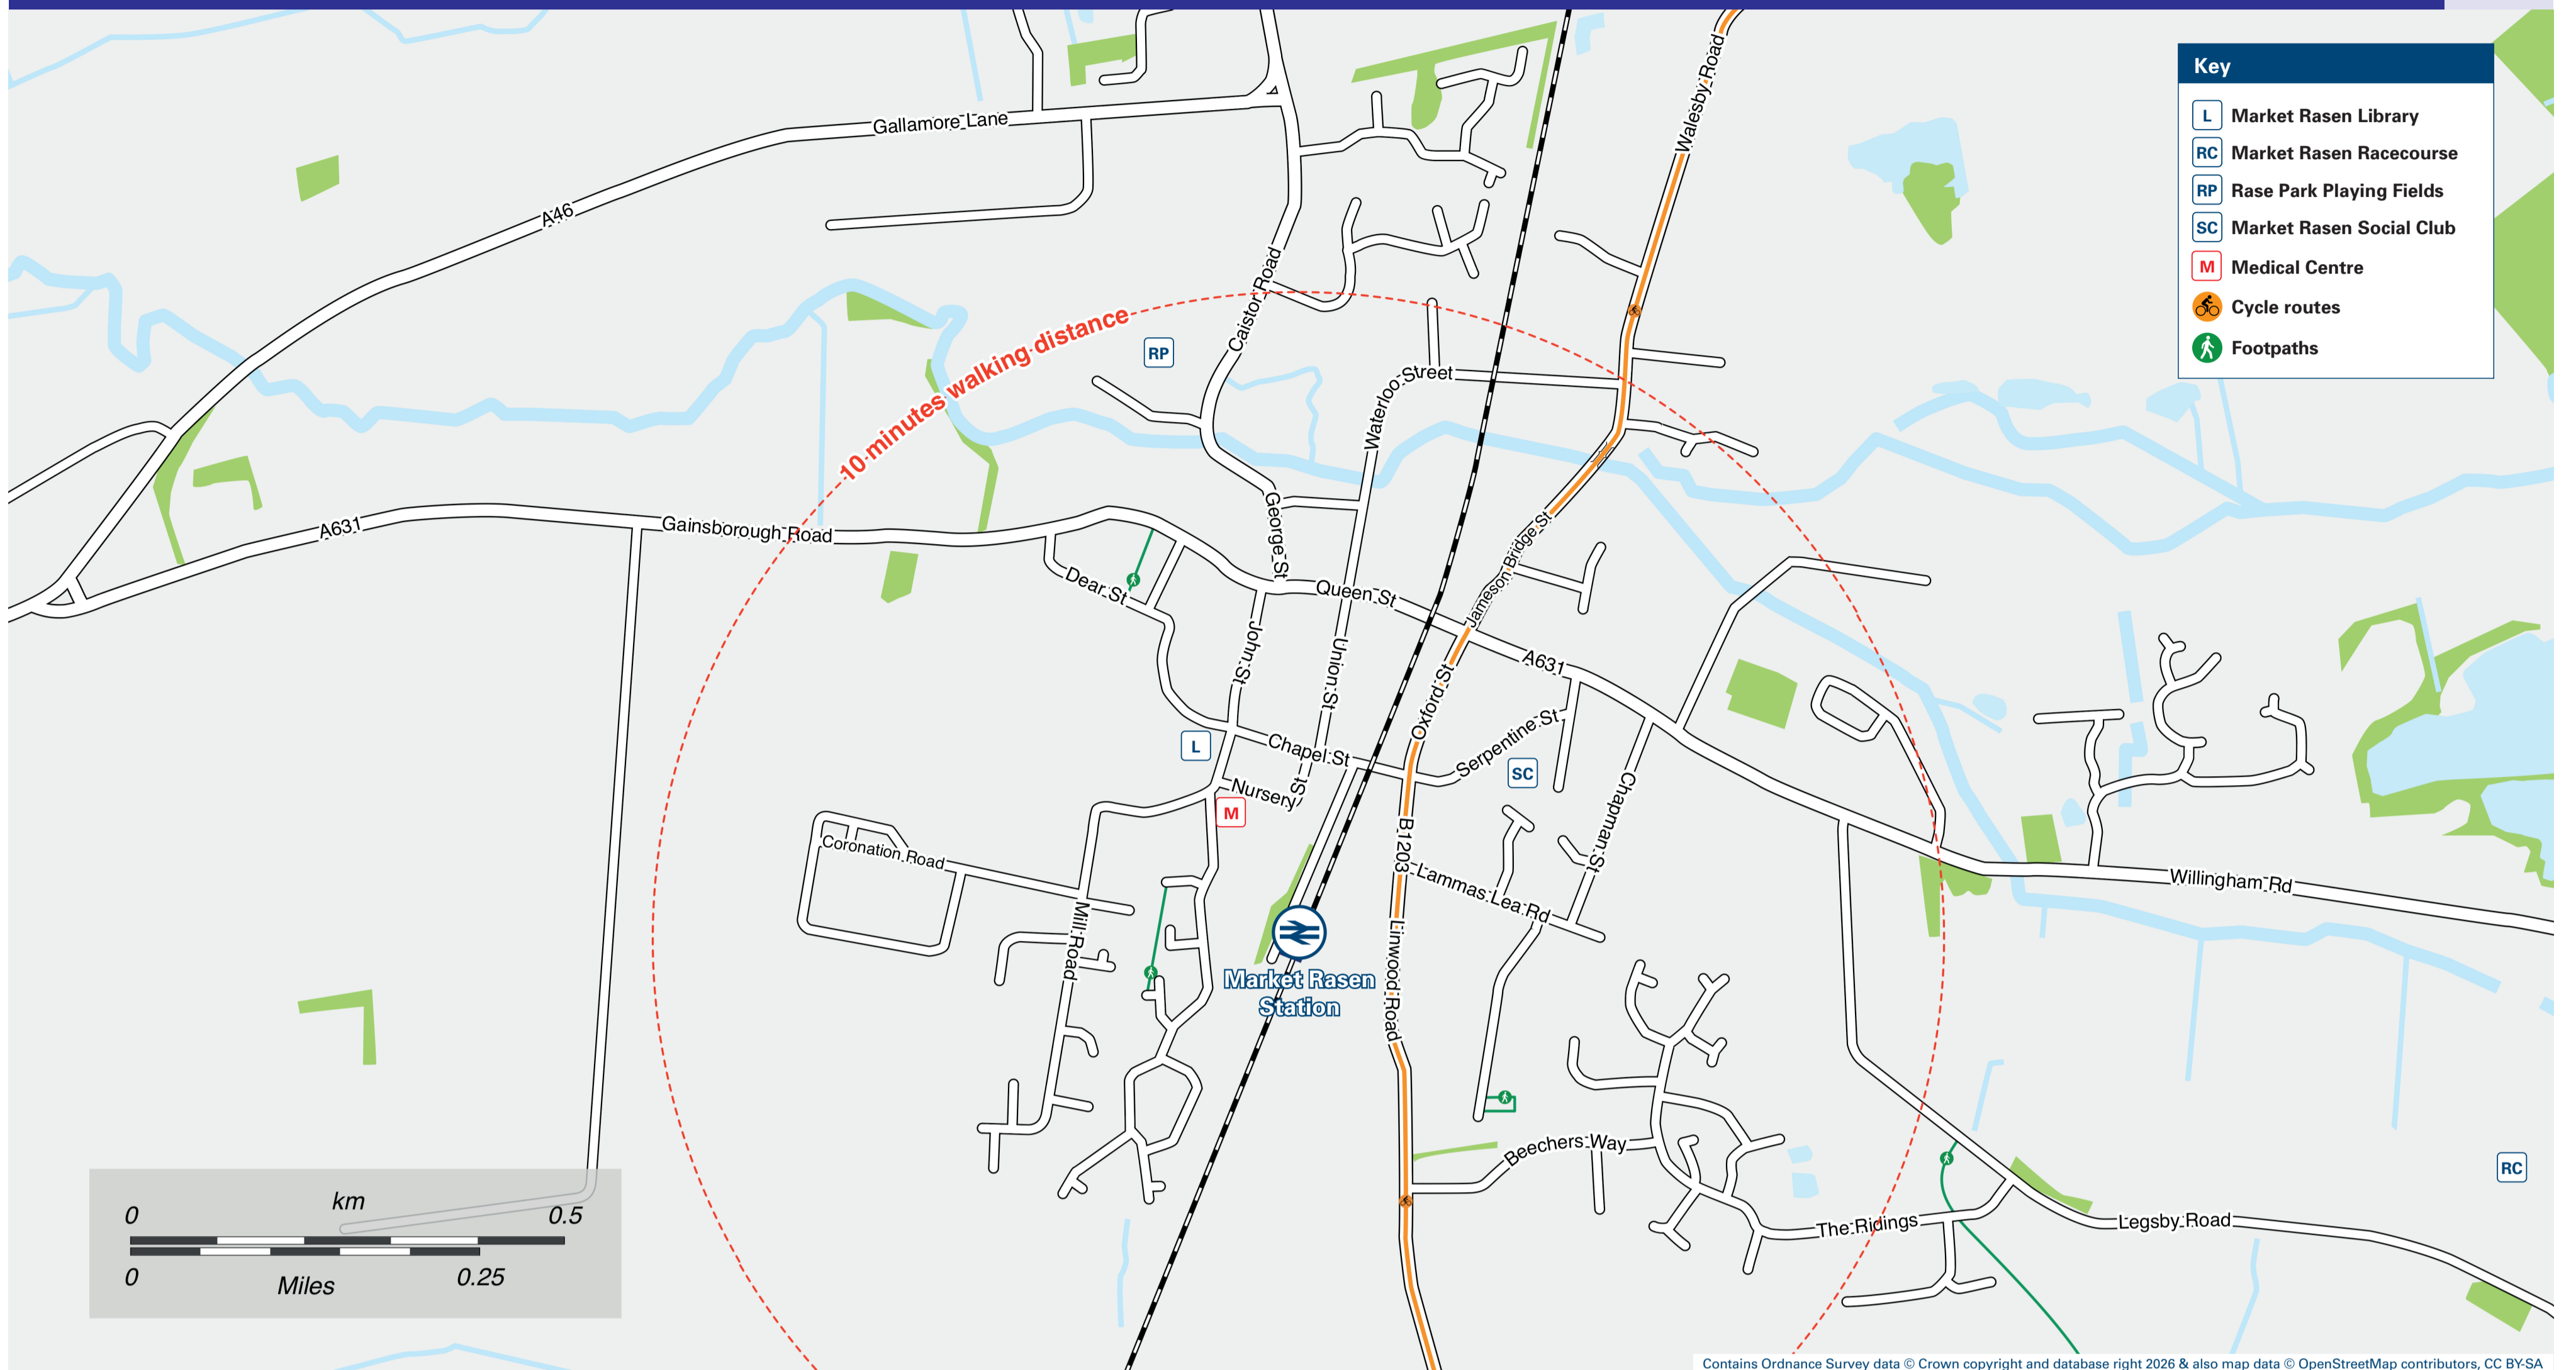 Key
L Market Rasen Library
RC Market Rasen Racecourse
RP Rase Park Playing Fields
SC Market Rasen Social Club
M Medical Centre
Cycle routes
Footpaths
Walesby Road
Gallamore Lane
A46
Caistor Road
10 minutes walking distance
RP
Waterloo Street
A631
Gainsborough Road
George St
Jameson Bridge St
Dear St
Queen St
John St
Union St
A631
Oxford St
Serpentine St
L
Chapel St
SC
Nursery St
M
Chapman St
B1203
Coronation Road
Lammas Lea Rd
Willingham Rd
Mill Road
Linwood Road
Market Rasen
Station
Beechers Way
RC
The Ridings
Legsby Road
km
0 0.5
0 0.25
Miles
Contains Ordnance Survey data © Crown copyright and database right 2026 & also map data © OpenStreetMap contributors, CC BY-SA